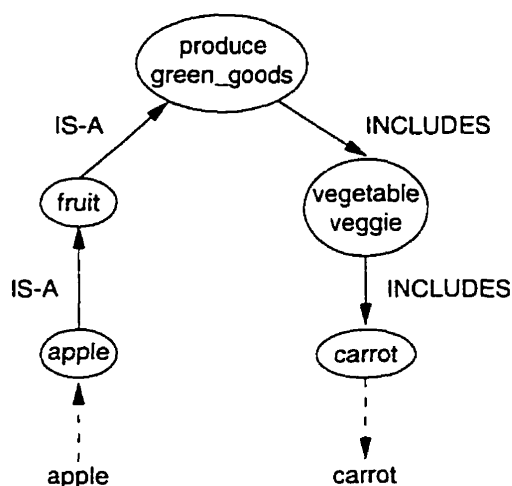 produce
green_goods
IS-A
INCLUDES
fruit
vegetable
veggie
IS-A
INCLUDES
apple
carrot
apple
carrot